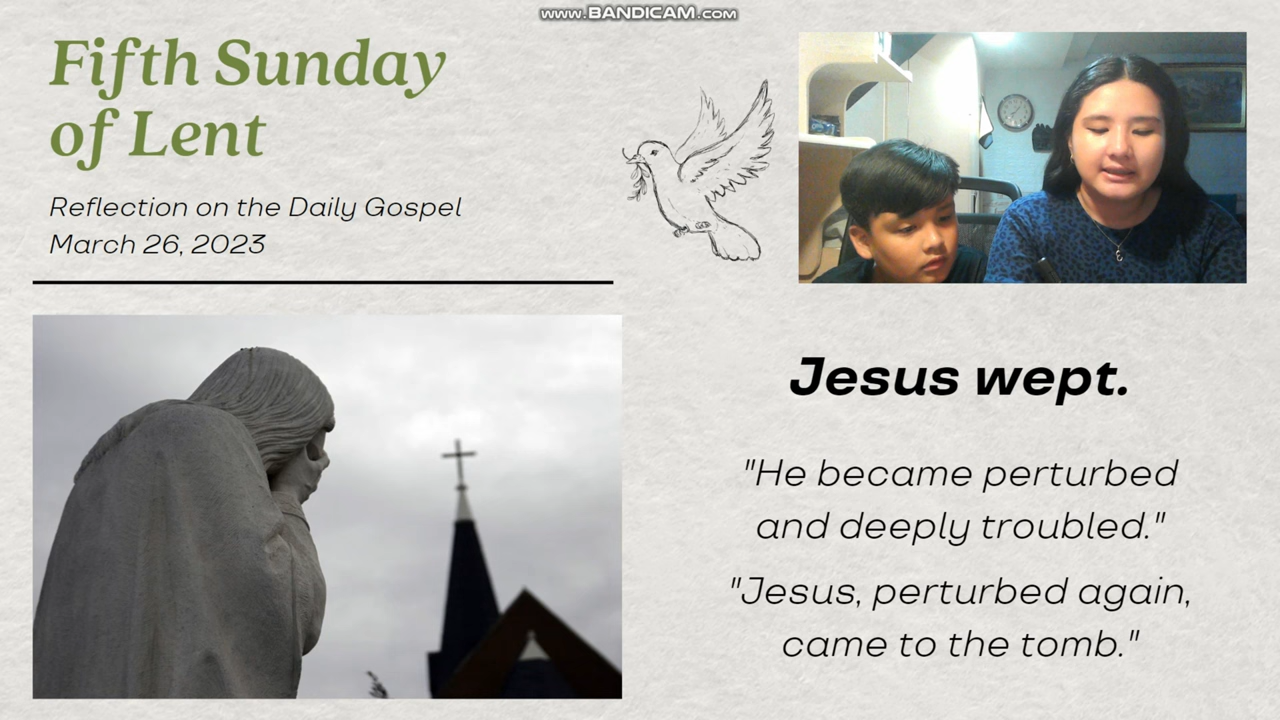 www.BANDICAM.com
Fifth Sunday
of Lent
Reflection on the Daily Gospel
March 26, 2023
Jesus wept.
"He became perturbed
and deeply troubled."
"Jesus, perturbed again,
came to the tomb."